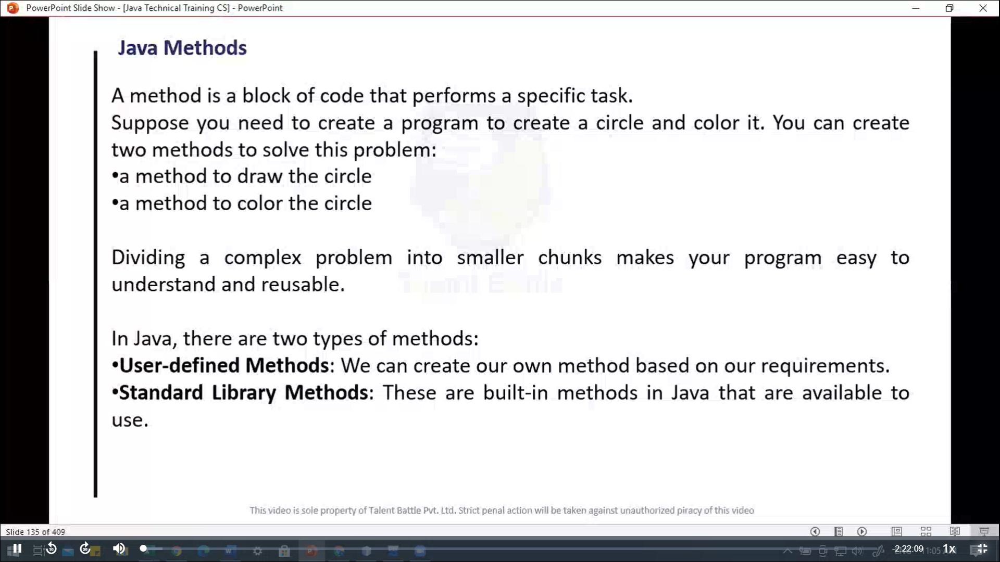 PowerPoint Slide Show - [Java Technical Training CS] - PowerPoint
Java Methods
A method is a block of code that performs a specific task.
Suppose you need to create a program to create a circle and color it. You can create
two methods to solve this problem:
•a method to draw the circle
•a method to color the circle
Dividing a complex problem into smaller chunks makes your program easy to
understand and reusable.
In Java, there are two types of methods:
•User-defined Methods: We can create our own method based on our requirements.
•Standard Library Methods: These are built-in methods in Java that are available to
use.
This video is sole property of Talent Battle Pvt. Ltd. Strict penal action will be taken against unauthorized piracy of this video
Slide 135 of 409
10 30 -2:22:09 1x